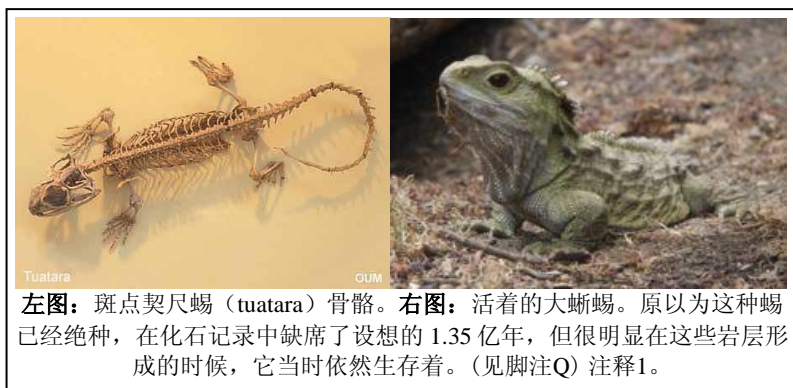 Tuatara
OUM
左图：斑点契尺蜴（tuatara）骨骼。右图：活着的大蜥蜴。原以为这种蜴
已经绝种，在化石记录中缺席了设想的 1.35 亿年，但很明显在这些岩层形
成的时候，它当时依然生存着。（见脚注Q）注释1。